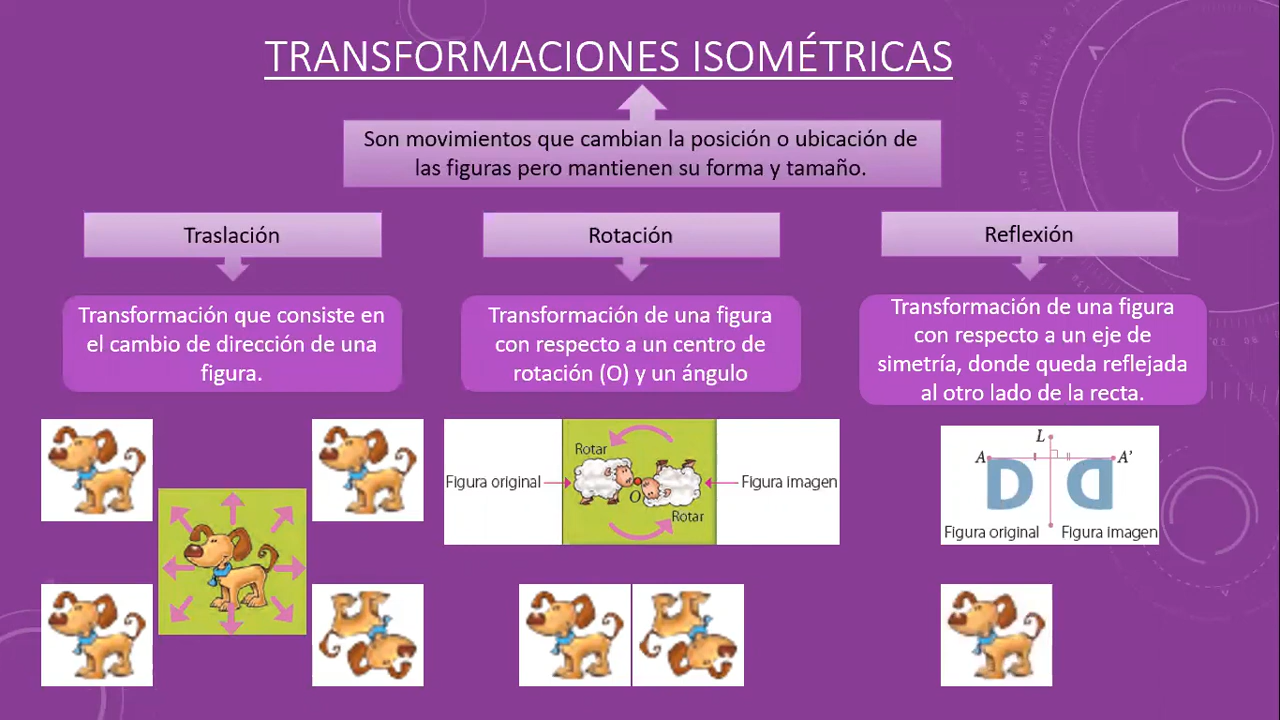 TRANSFORMACIONES ISOMÉTRICAS
Son movimientos que cambian la posición o ubicación de
las figuras pero mantienen su forma y tamaño.
Traslación
Transformación que consiste en
el cambio de dirección de una
figura.
Rotación
Transformación de una figura
con respecto a un centro de
rotación (O) y un ángulo
Rotar
Figura original
O
Figura imagen
Rotar
Reflexión
Transformación de una figura
con respecto a un eje de
simetría, donde queda reflejada
al otro lado de la recta.
L
A A'
D D
Figura original Figura imagen